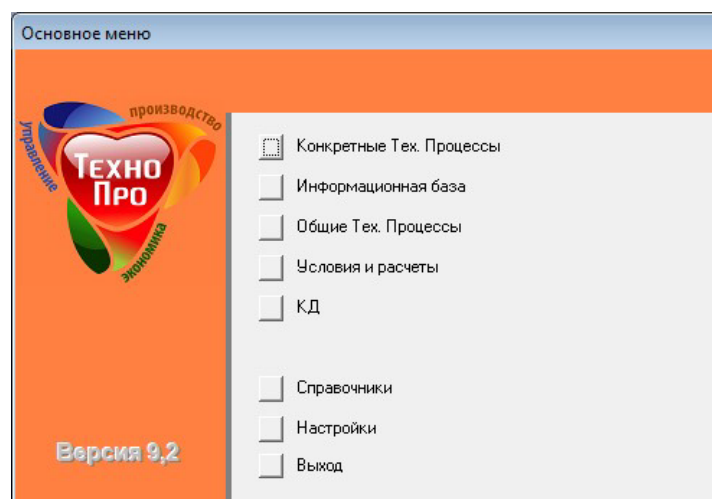 Основное меню
производство
управление
ТЕХНО
ПРО
экономика
Конкретные Тех. Процессы
Информационная база
Общие Тех. Процессы
Условия и расчеты
КД
Справочники
Настройки
Выход
Версия 9,2